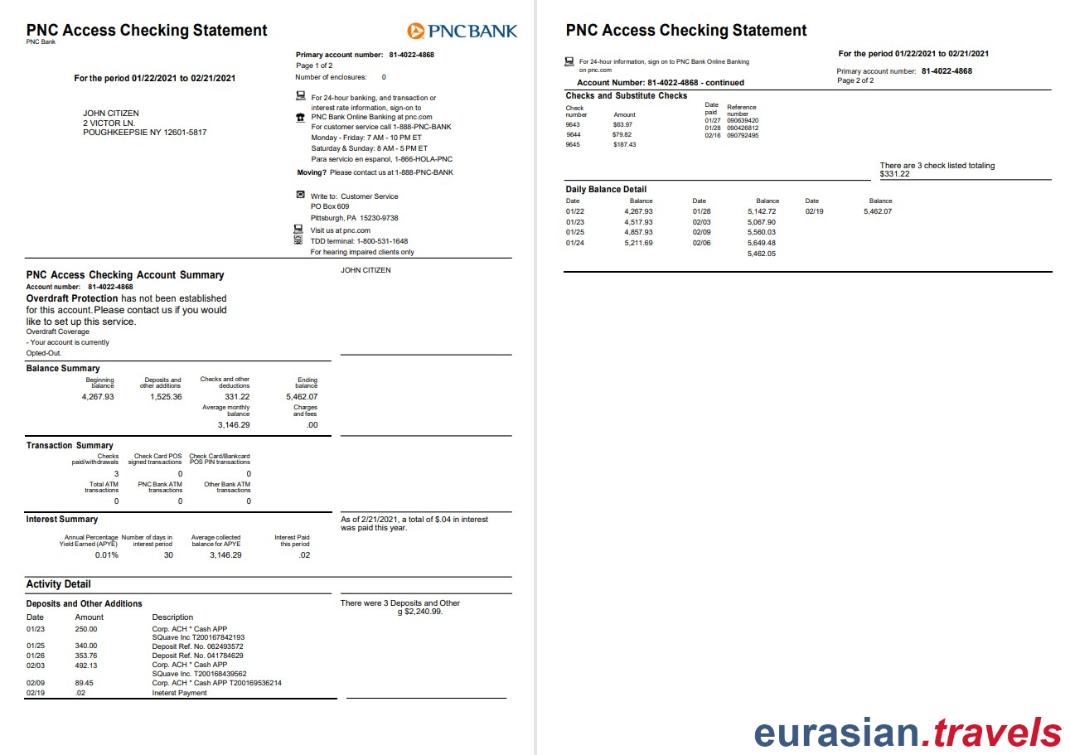 PNC Access Checking Statement
PNC Bank
PNCBANK
Primary account number: 81-4022-4868
Page 1 of 2
Number of enclosures: 0
For the period 01/22/2021 to 02/21/2021
JOHN CITIZEN
2 VICTOR LN.
POUGHKEEPSIE NY 12601-5817
For 24-hour banking, and transaction or
interest rate information, sign-on to
PNC Bank Online Banking at pnc.com
For customer service call 1-888-PNC-BANK
Monday - Friday: 7 AM - 10 PM ET
Saturday & Sunday: 8 AM - 5 PM ET
Para servicio en espanol, 1-866-HOLA-PNC
Moving? Please contact us at 1-888-PNC-BANK
Write to: Customer Service
PO Box 609
Pittsburgh, PA 15230-9738
Visit us at pnc.com
TDD terminal: 1-800-531-1648
For hearing impaired clients only
PNC Access Checking Account Summary
Account number: 81-4022-4868
JOHN CITIZEN
Overdraft Protection has not been established
for this account.Please contact us if you would
like to set up this service.
Overdraft Coverage
- Your account is currently
Opted-Out.
Balance Summary
Beginning balance Deposits and other additions Checks and other deductions Ending balance
4,267.93 1,525.36 331.22 5,462.07
Average monthly balance Charges and fees
3,146.29 .00
Transaction Summary
Checks paid/withdrawals Check Card POS signed transactions Check Card/Bankcard POS PIN transactions
3 0 0
Total ATM transactions PNC Bank ATM transactions Other Bank ATM transactions
0 0 0
Interest Summary
As of 2/21/2021, a total of $.04 in interest
was paid this year.
Annual Percentage Yield Earned (APYE) Number of days in interest period Average collected balance for APYE Interest Paid this period
0.01% 30 3,146.29 .02
Activity Detail
Deposits and Other Additions
There were 3 Deposits and Other
g $2,240.99.
Date Amount Description
01/23 250.00 Corp. ACH * Cash APP
SQuave Inc T200167842193
01/25 340.00 Deposit Ref. No. 062493572
01/26 353.76 Deposit Ref. No. 041784629
02/03 492.13 Corp. ACH * Cash APP
SQuave Inc. T200168439562
02/09 89.45 Corp. ACH * Cash APP T200169536214
02/19 .02 Ineterst Payment
PNC Access Checking Statement
For the period 01/22/2021 to 02/21/2021
For 24-hour information, sign on to PNC Bank Online Banking
on pnc.com
Primary account number: 81-4022-4868
Page 2 of 2
Account Number: 81-4022-4868 - continued
Checks and Substitute Checks
Check number Amount Date paid Reference number
9643 $63.97 01/27 090639420
9644 $79.82 01/28 090426812
9645 $187.43 02/16 090792495
There are 3 check listed totaling
$331.22
Daily Balance Detail
Date Balance Date Balance Date Balance
01/22 4,267.93 01/28 5,142.72 02/19 5,462.07
01/23 4,517.93 02/03 5,067.90
01/25 4,857.93 02/09 5,560.03
01/24 5,211.69 02/06 5,649.48
5,462.05
eurasian.travels